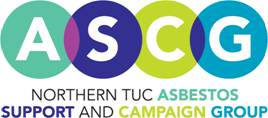 ASCG
NORTHERN TUC ASBESTOS
SUPPORT AND CAMPAIGN GROUP